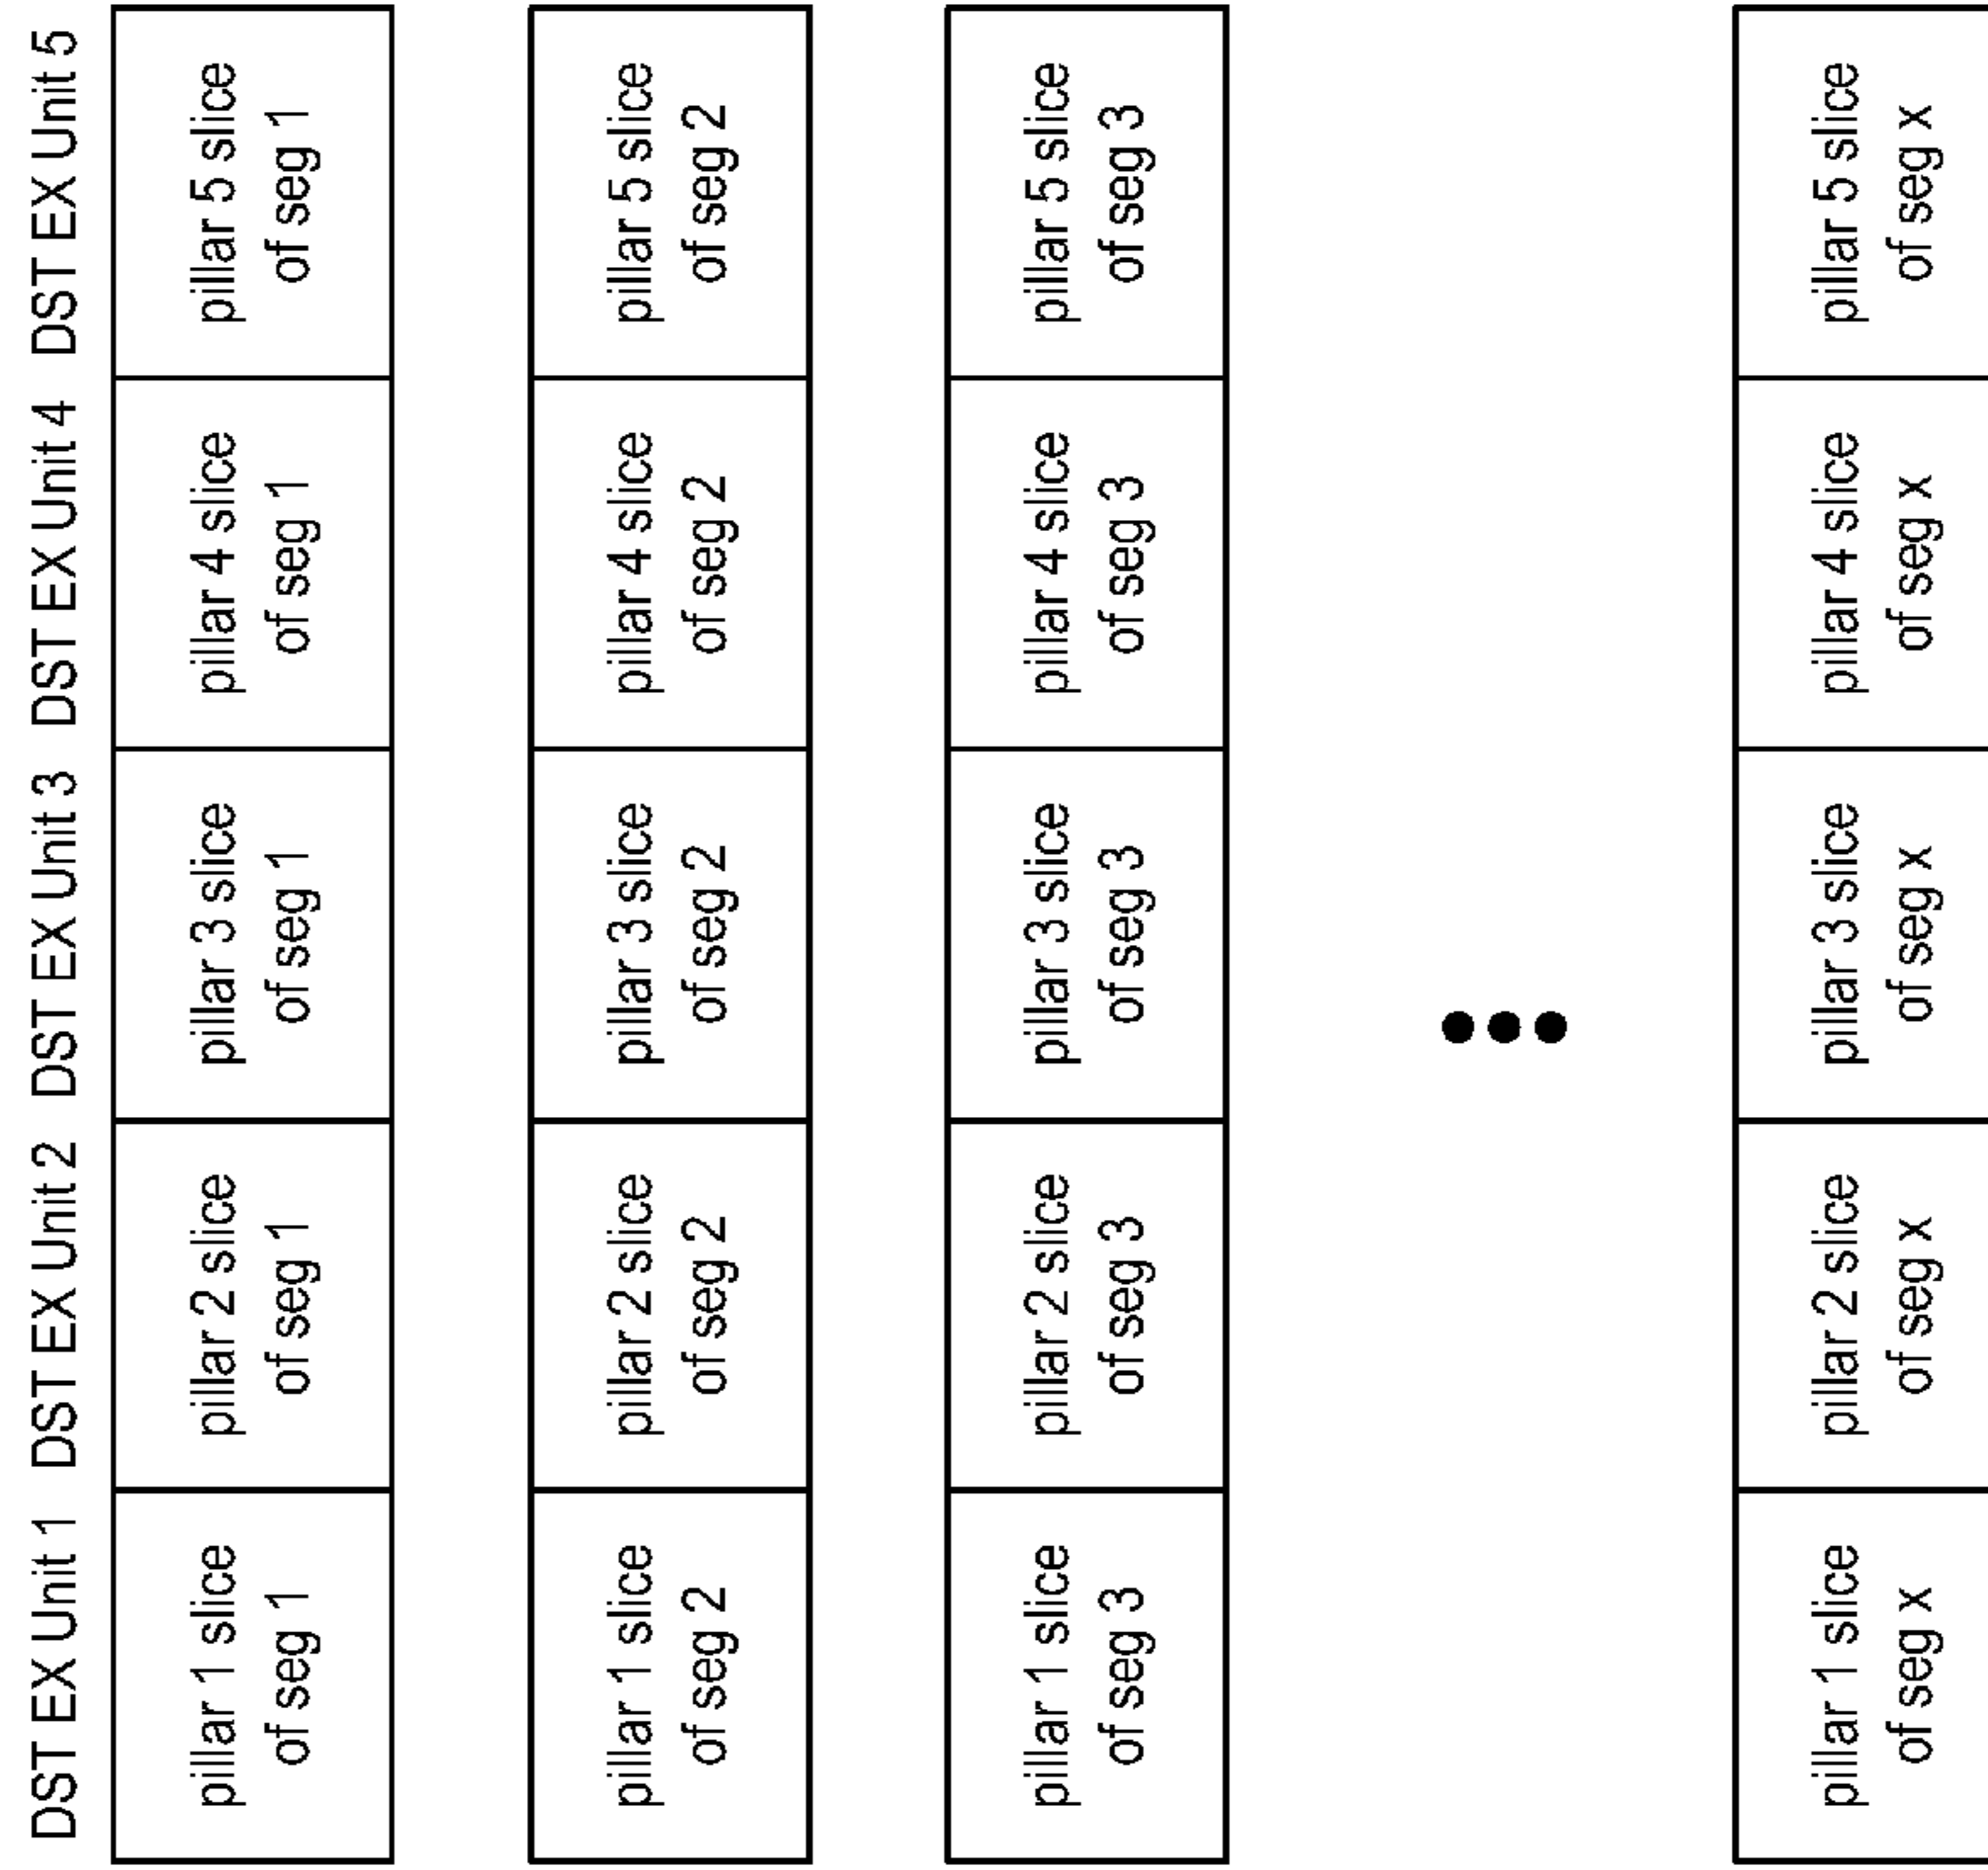 DST EX Unit 1 DST EX Unit 2 DST EX Unit 3 DST EX Unit 4 DST EX Unit 5
pillar 1 slice
of seg 1
pillar 2 slice
of seg 1
pillar 3 slice
of seg 1
pillar 4 slice
of seg 1
pillar 5 slice
of seg 1
pillar 1 slice
of seg 2
pillar 2 slice
of seg 2
pillar 3 slice
of seg 2
pillar 4 slice
of seg 2
pillar 5 slice
of seg 2
pillar 1 slice
of seg 3
pillar 2 slice
of seg 3
pillar 3 slice
of seg 3
pillar 4 slice
of seg 3
pillar 5 slice
of seg 3
pillar 1 slice
of seg x
pillar 2 slice
of seg x
pillar 3 slice
of seg x
pillar 4 slice
of seg x
pillar 5 slice
of seg x